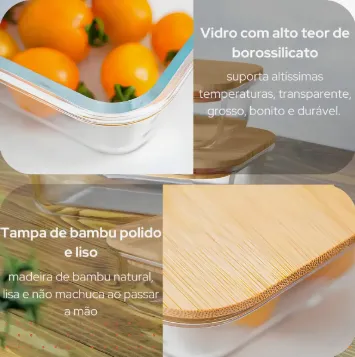 Vidro com alto teor de
borossilicato
suporta altíssimas
temperaturas, transparente,
grosso, bonito e durável.
Tampa de bambu polido
e liso
madeira de bambu natural,
lisa e não machuca ao passar
a mão